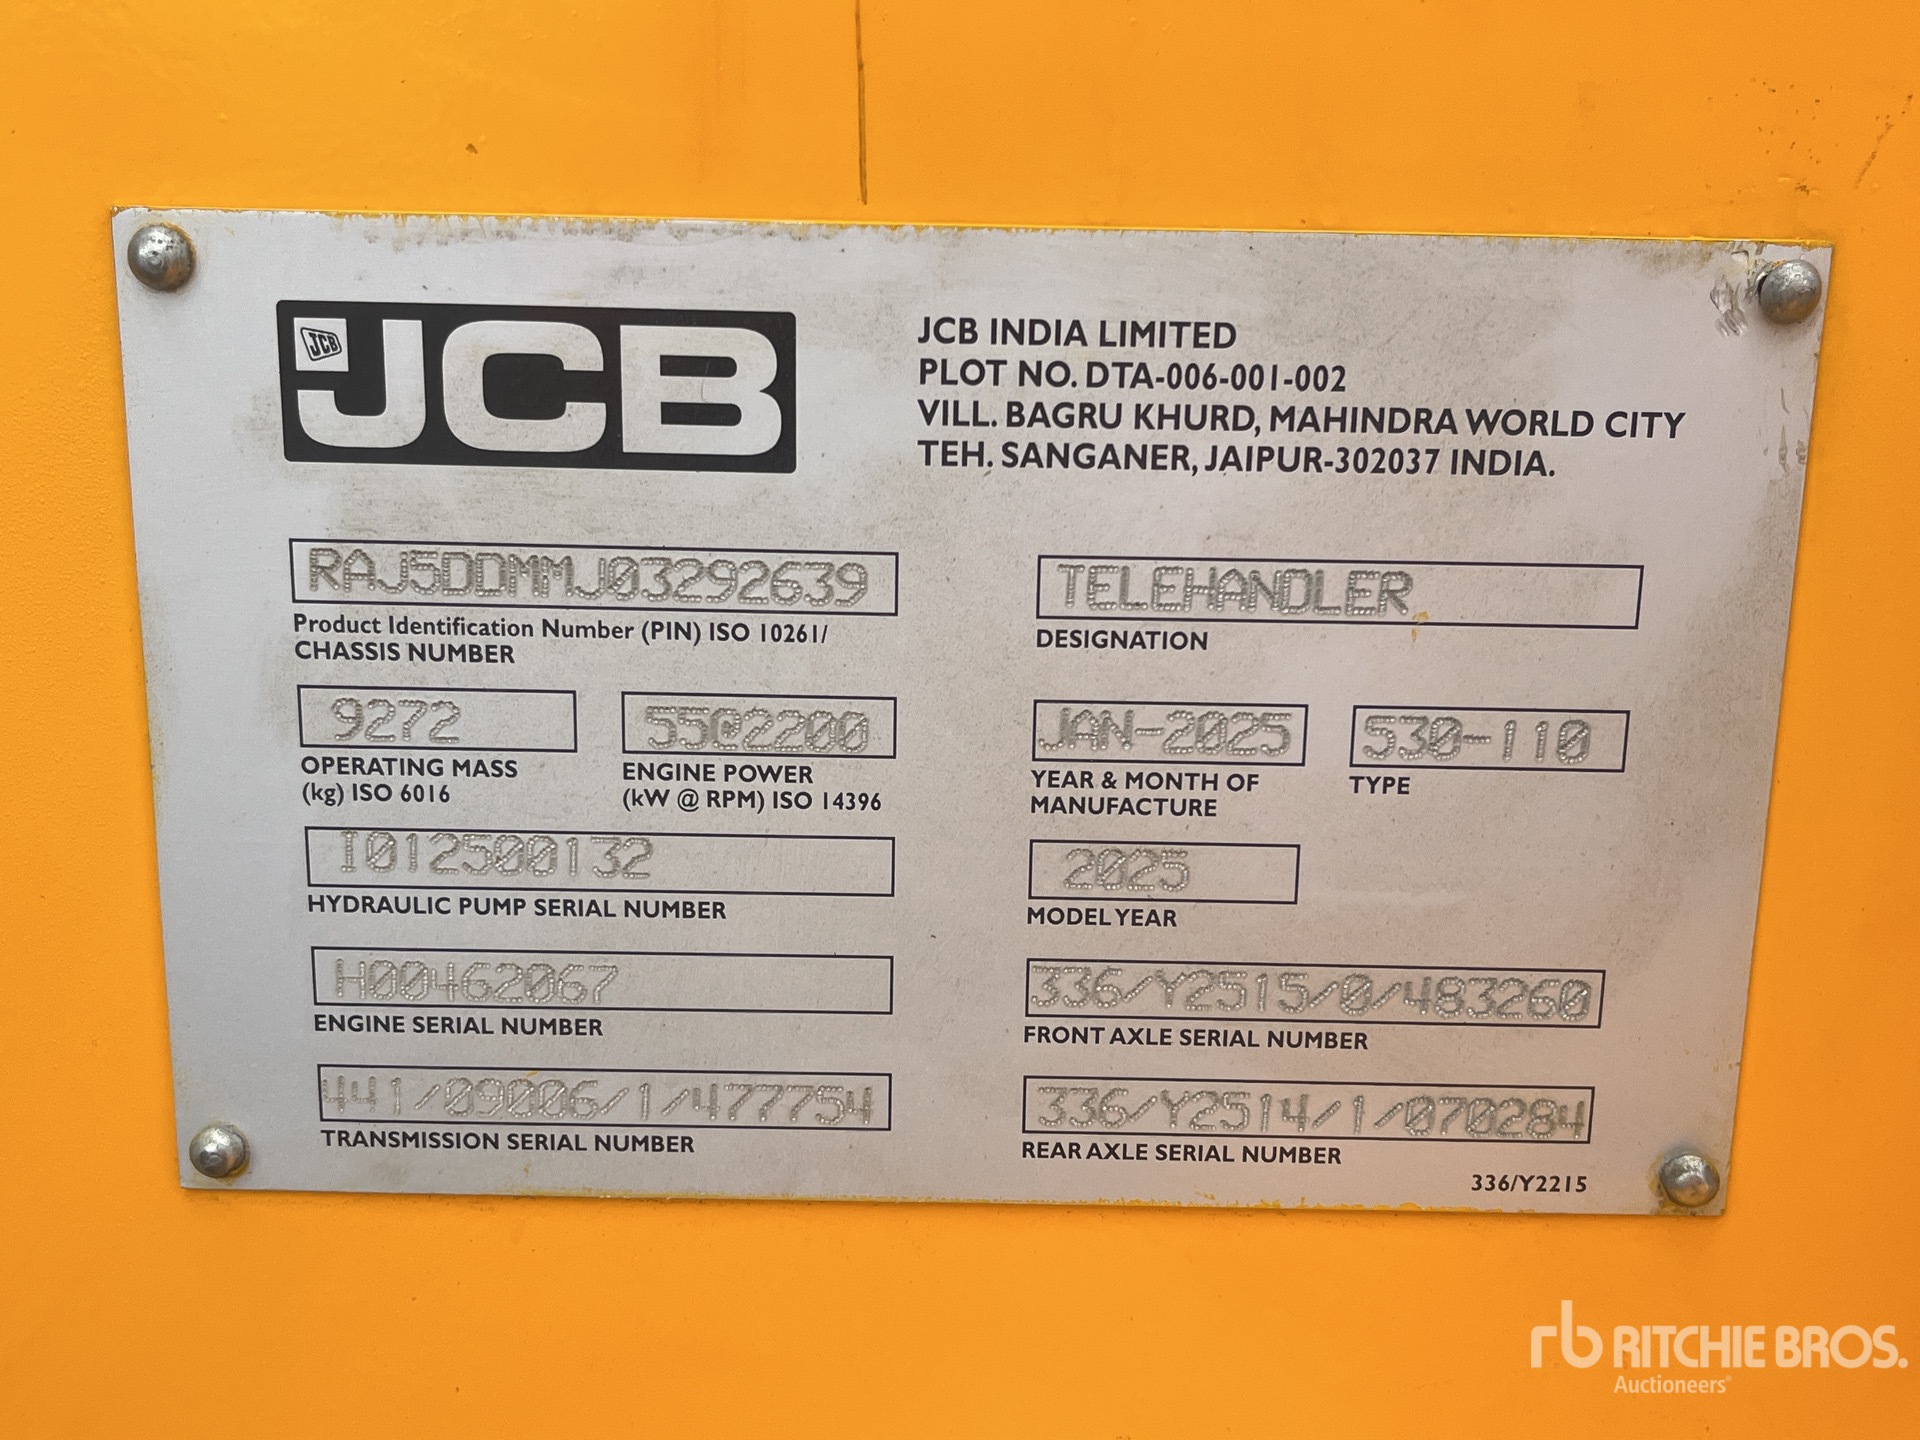 JCB
JCB
JCB INDIA LIMITED
PLOT NO. DTA-006-001-002
VILL. BAGRU KHURD, MAHINDRA WORLD CITY
TEH. SANGANER, JAIPUR-302037 INDIA.
RAJ5DDMMJ03292639
Product Identification Number (PIN) ISO 10261/
CHASSIS NUMBER
TELEHANDLER
DESIGNATION
9272
OPERATING MASS
(kg) ISO 6016
55@2200
ENGINE POWER
(kW @ RPM) ISO 14396
JAN-2025
YEAR & MONTH OF
MANUFACTURE
530-110
TYPE
I012500132
HYDRAULIC PUMP SERIAL NUMBER
2025
MODEL YEAR
H00462067
ENGINE SERIAL NUMBER
336/Y2515/0/483260
FRONT AXLE SERIAL NUMBER
441/09006/1/477754
TRANSMISSION SERIAL NUMBER
336/Y2514/1/070284
REAR AXLE SERIAL NUMBER
336/Y2215
rb RITCHIE BROS.
Auctioneers